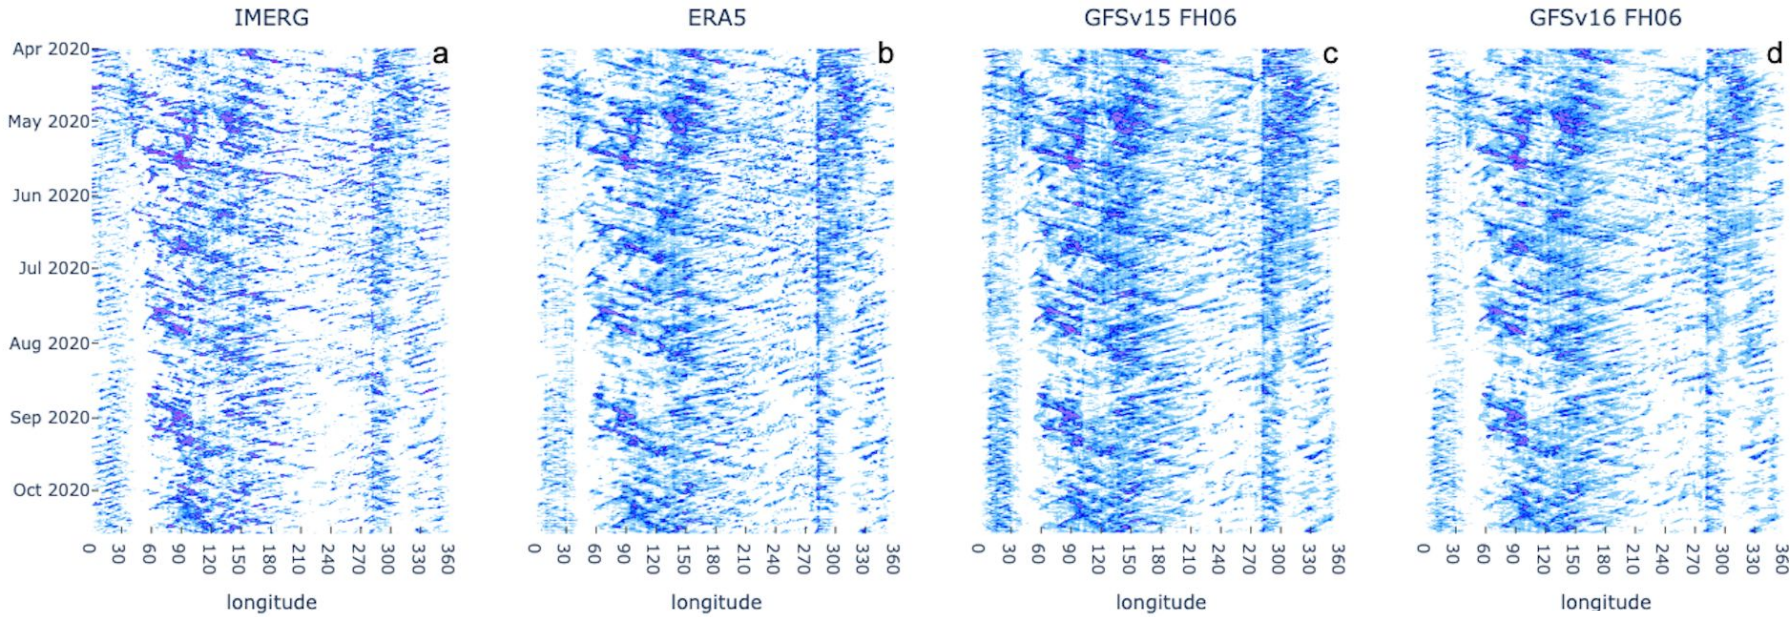 IMERG
ERA5
GFSv15 FH06
GFSv16 FH06
a
b
c
d
Apr 2020
May 2020
Jun 2020
Jul 2020
Aug 2020
Sep 2020
Oct 2020
0 30 60 90 120 150 180 210 240 270 300 330 360
0 30 60 90 120 150 180 210 240 270 300 330 360
0 30 60 90 120 150 180 210 240 270 300 330 360
0 30 60 90 120 150 180 210 240 270 300 330 360
longitude
longitude
longitude
longitude